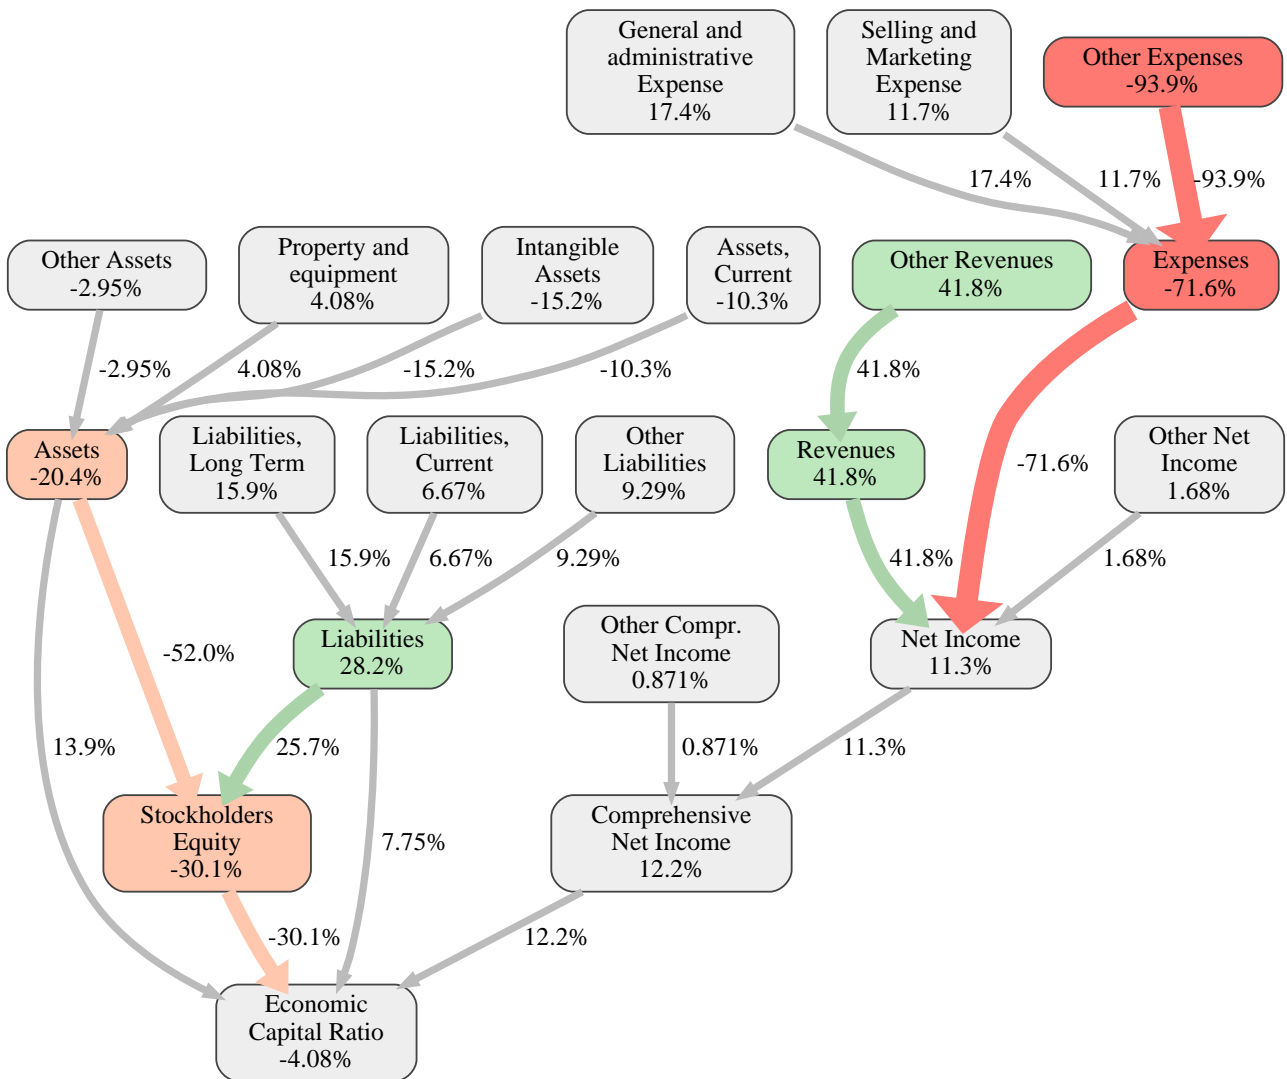 General and
administrative
Expense
17.4%
Selling and
Marketing
Expense
11.7%
Other Expenses
-93.9%
17.4%
11.7%
-93.9%
Other Assets
-2.95%
Property and
equipment
4.08%
Intangible
Assets
-15.2%
Assets,
Current
-10.3%
Other Revenues
41.8%
Expenses
-71.6%
-2.95%
4.08%
-15.2%
-10.3%
41.8%
-71.6%
Assets
-20.4%
Liabilities,
Long Term
15.9%
Liabilities,
Current
6.67%
Other
Liabilities
9.29%
Revenues
41.8%
Other Net
Income
1.68%
15.9%
6.67%
9.29%
41.8%
1.68%
-52.0%
Liabilities
28.2%
Other Compr.
Net Income
0.871%
Net Income
11.3%
13.9%
25.7%
0.871%
11.3%
Stockholders
Equity
-30.1%
7.75%
Comprehensive
Net Income
12.2%
-30.1%
12.2%
Economic
Capital Ratio
-4.08%